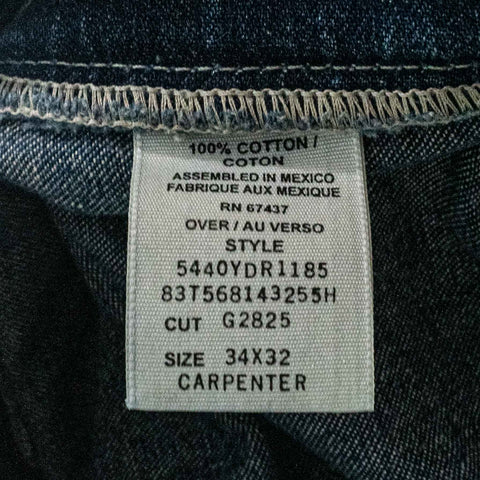 100% COTTON /
COTON
ASSEMBLED IN MEXICO
FABRIQUE AUX MEXIQUE
RN 67437
OVER / AU VERSO
STYLE
5440YDR1185
83T568143255H
CUT G2825
SIZE 34X32
CARPENTER